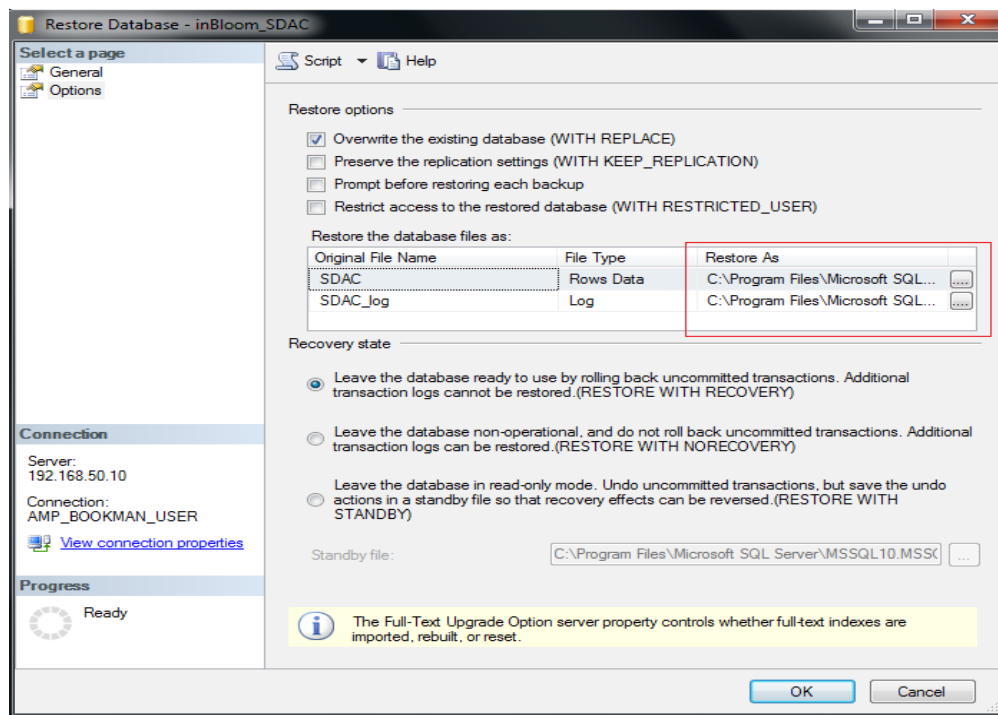 Restore Database - inBloom_SDAC
Select a page
General
Options
Script
Help
Restore options
Overwrite the existing database (WITH REPLACE)
Preserve the replication settings (WITH KEEP_REPLICATION)
Prompt before restoring each backup
Restrict access to the restored database (WITH RESTRICTED_USER)
Restore the database files as:
Original File Name File Type Restore As
SDAC Rows Data C:\Program Files\Microsoft SQL... ...
SDAC_log Log C:\Program Files\Microsoft SQL... ...
Recovery state
Leave the database ready to use by rolling back uncommitted transactions. Additional
transaction logs cannot be restored.(RESTORE WITH RECOVERY)
Leave the database non-operational, and do not roll back uncommitted transactions. Additional
transaction logs can be restored.(RESTORE WITH NORECOVERY)
Leave the database in read-only mode. Undo uncommitted transactions, but save the undo
actions in a standby file so that recovery effects can be reversed.(RESTORE WITH
STANDBY)
Standby file: C:\Program Files\Microsoft SQL Server\MSSQL10.MSS( ...
Connection
Server:
192.168.50.10
Connection:
AMP_BOOKMAN_USER
View connection properties
Progress
Ready
The Full-Text Upgrade Option server property controls whether full-text indexes are
imported, rebuilt, or reset.
OK Cancel